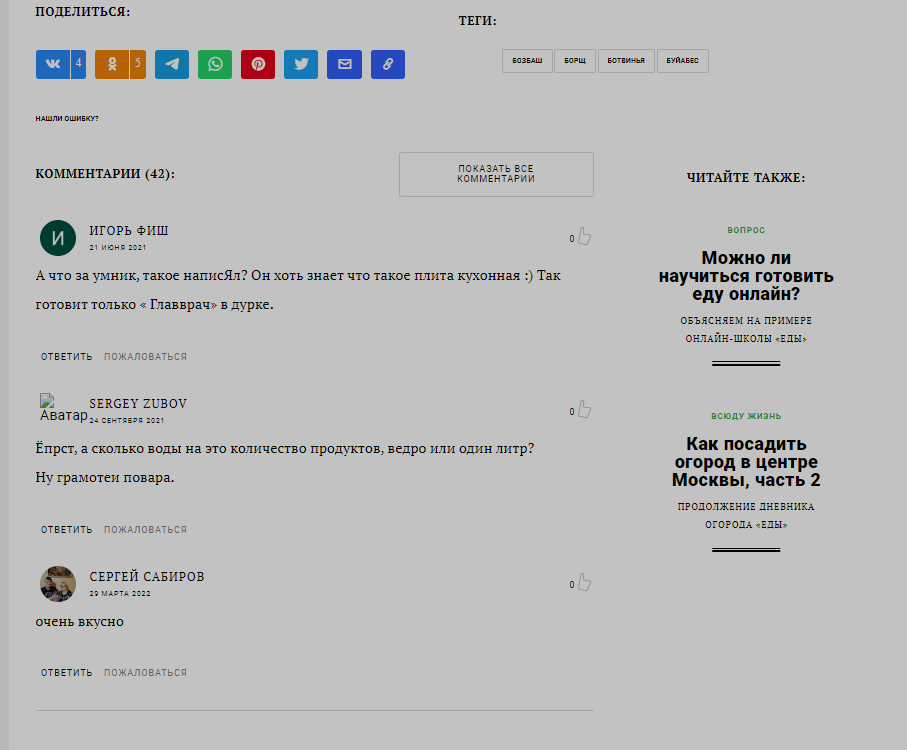 ПОДЕЛИТЬСЯ:
ТЕГИ:
4
5
БОЗБАШ
БОРЩ
БОТВИНЬЯ
БУЙАБЕС
НАШЛИ ОШИБКУ?
КОММЕНТАРИИ (42):
ПОКАЗАТЬ ВСЕ
КОММЕНТАРИИ
И
ИГОРЬ ФИШ
21 ИЮНЯ 2021
0
А что за умник, такое написЯл? Он хоть знает что такое плита кухонная :) Так
готовит только « Главврач» в дурке.
ОТВЕТИТЬ ПОЖАЛОВАТЬСЯ
Аватар
SERGEY ZUBOV
24 СЕНТЯБРЯ 2021
0
Ёпрст, а сколько воды на это количество продуктов, ведро или один литр?
Ну грамотеи повара.
ОТВЕТИТЬ ПОЖАЛОВАТЬСЯ
СЕРГЕЙ САБИРОВ
29 МАРТА 2022
0
очень вкусно
ОТВЕТИТЬ ПОЖАЛОВАТЬСЯ
ЧИТАЙТЕ ТАКЖЕ:
ВОПРОС
Можно ли
научиться готовить
еду онлайн?
ОБЪЯСНЯЕМ НА ПРИМЕРЕ
ОНЛАЙН-ШКОЛЫ «ЕДЫ»
ВСЮДУ ЖИЗНЬ
Как посадить
огород в центре
Москвы, часть 2
ПРОДОЛЖЕНИЕ ДНЕВНИКА
ОГОРОДА «ЕДЫ»